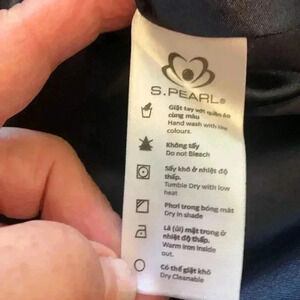 S.PEARL®
Giặt tay với quần áo
cùng màu
Hand wash with like
colours.
Không tẩy
Do not Bleach
Sấy khô ở nhiệt độ
thấp.
Tumble Dry with low
heat
Phơi trong bóng mát
Dry in shade
Là (ủi) mặt trong ở
nhiệt độ thấp.
Warm iron inside
out.
Có thể giặt khô
Dry Cleanable